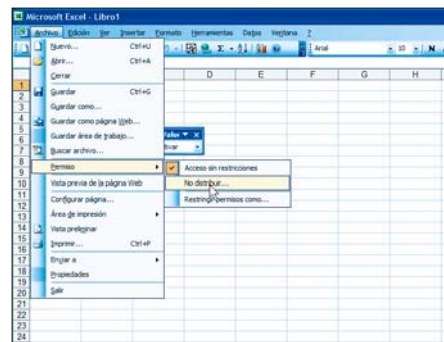 Microsoft Excel - Libro1
Archivo Edición Ver Insertar Formato Herramientas Datos Ventana ?
Nuevo... Ctrl+U
Arial 10 N
Abrir... Ctrl+A
Cerrar
D E F G H
Guardar Ctrl+G
Guardar como...
Guardar como página Web...
Guardar área de trabajo...
Buscar archivo...
Permiso
Acceso sin restricciones
No distribuir...
Restringir permisos como...
Vista previa de la página Web
Configurar página...
Área de impresión
Vista preliminar
Imprimir... Ctrl+P
Enviar a
Propiedades
Salir
1
2
3
4
5
6
7
8
9
10
11
12
13
14
15
16
17
18
19
20
21
22
23
24